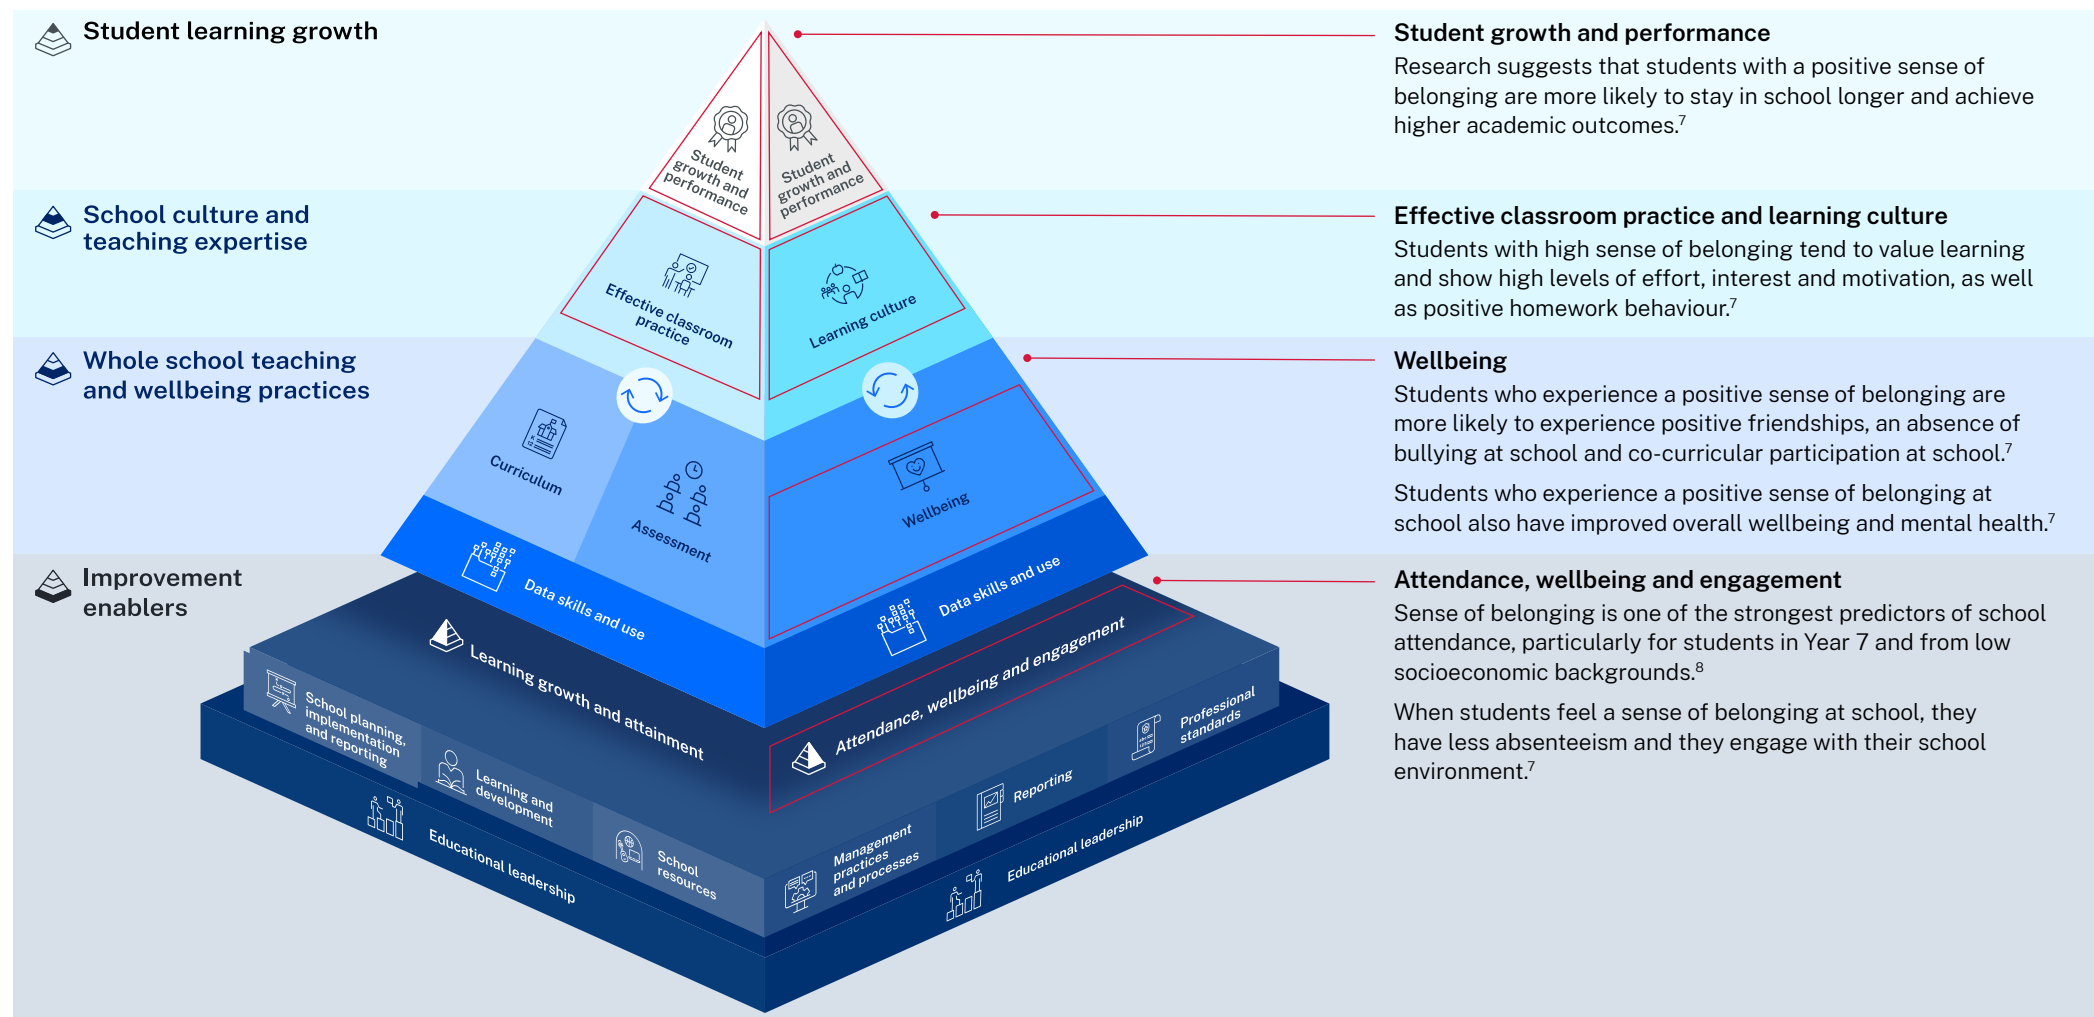 Student learning growth
School culture and
teaching expertise
Whole school teaching
and wellbeing practices
Improvement
enablers
Student
growth and
performance
Student
growth and
performance
Effective classroom
practice
Learning culture
Curriculum
Assessment
Wellbeing
Data skills and use
Data skills and use
Learning growth and attainment
Attendance, wellbeing and engagement
School planning,
implementation
and reporting
Learning and
development
School
resources
Management
practices
and processes
Reporting
Professional
standards
Educational leadership
Educational leadership
Student growth and performance
Research suggests that students with a positive sense of
belonging are more likely to stay in school longer and achieve
higher academic outcomes.⁷
Effective classroom practice and learning culture
Students with high sense of belonging tend to value learning
and show high levels of effort, interest and motivation, as well
as positive homework behaviour.⁷
Wellbeing
Students who experience a positive sense of belonging are
more likely to experience positive friendships, an absence of
bullying at school and co-curricular participation at school.⁷
Students who experience a positive sense of belonging at
school also have improved overall wellbeing and mental health.⁷
Attendance, wellbeing and engagement
Sense of belonging is one of the strongest predictors of school
attendance, particularly for students in Year 7 and from low
socioeconomic backgrounds.⁸
When students feel a sense of belonging at school, they
have less absenteeism and they engage with their school
environment.⁷